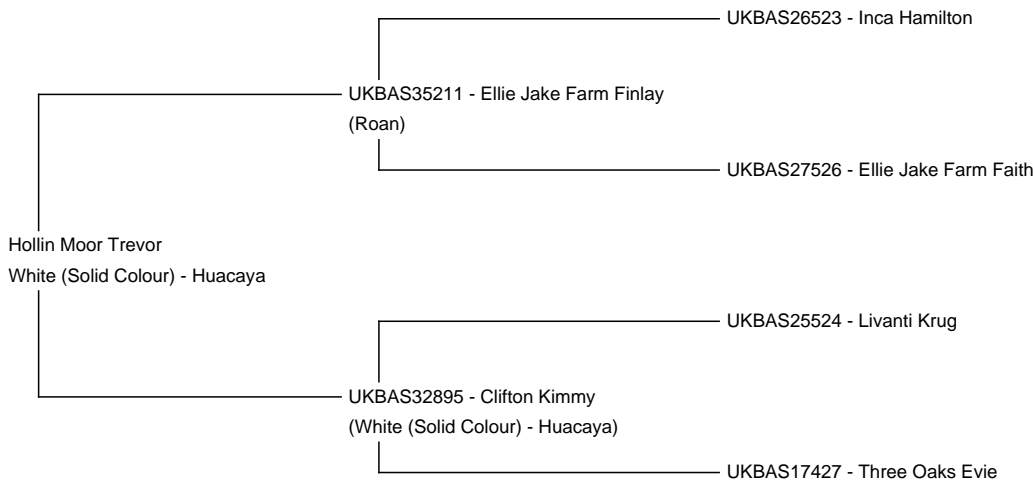 UKBAS26523 - Inca Hamilton
UKBAS35211 - Ellie Jake Farm Finlay
(Roan)
UKBAS27526 - Ellie Jake Farm Faith
Hollin Moor Trevor
White (Solid Colour) - Huacaya
UKBAS25524 - Livanti Krug
UKBAS32895 - Clifton Kimmy
(White (Solid Colour) - Huacaya)
UKBAS17427 - Three Oaks Evie